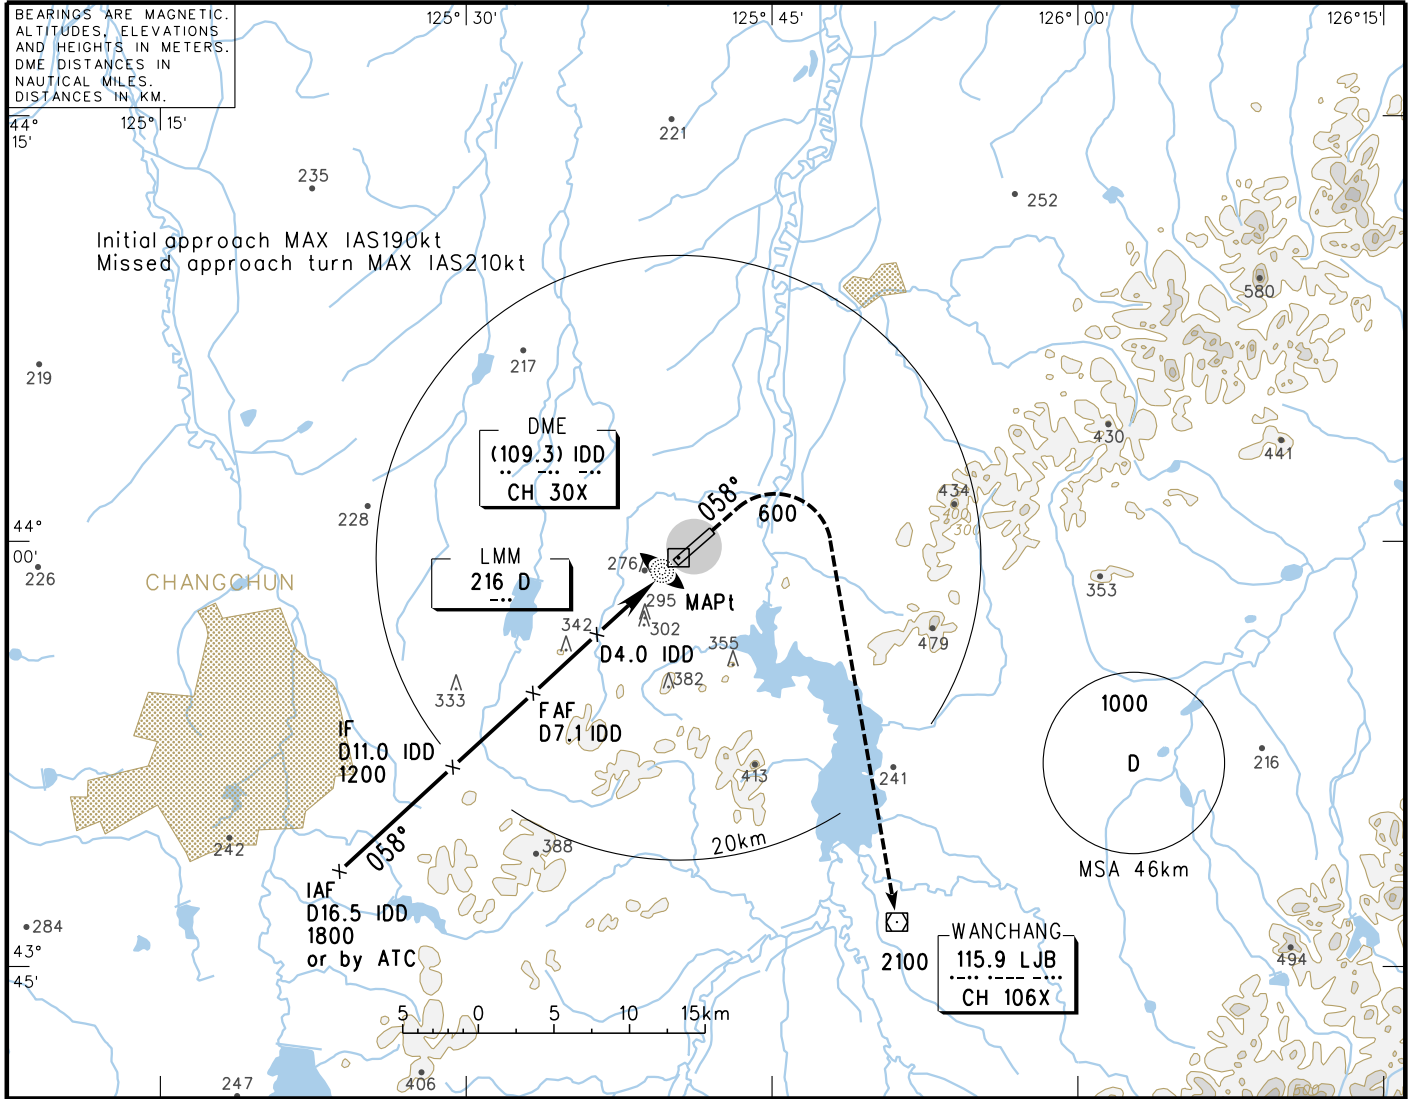 BEARINGS ARE MAGNETIC.
ALTITUDES, ELEVATIONS
AND HEIGHTS IN METERS.
DME DISTANCES IN
NAUTICAL MILES.
DISTANCES IN KM.
125° 30'
125° 45'
126° 00'
126° 15'
44°
15'
125° 15'
221
235
252
Initial approach MAX IAS190kt
Missed approach turn MAX IAS210kt
580
219
217
DME
(109.3) IDD
·· -·· -··
CH 30X
430
441
434
400
300
058°
600
228
44°
00'
226
LMM
216 D
-··
276
CHANGCHUN
295
MAPt
302
342
D4.0 IDD
355
382
353
479
333
FAF
D7.1 IDD
IF
D11.0 IDD
1200
1000
D
MSA 46km
216
413
241
242
058°
388
20km
IAF
D16.5 IDD
1800
or by ATC
284
43°
45'
2100
WANCHANG
115.9 LJB
·-·· ·--- -···
CH 106X
494
5 0 5 10 15km
406
247